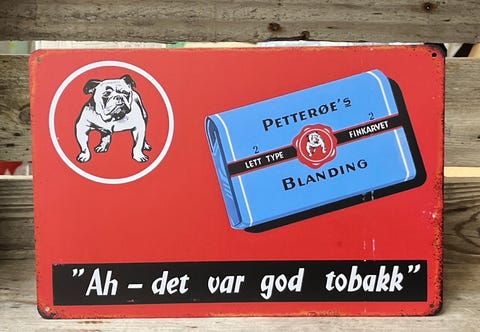 PETTERØE's
2 2
LETT TYPE FINKARVET
BLANDING
"Ah – det var god tobakk"